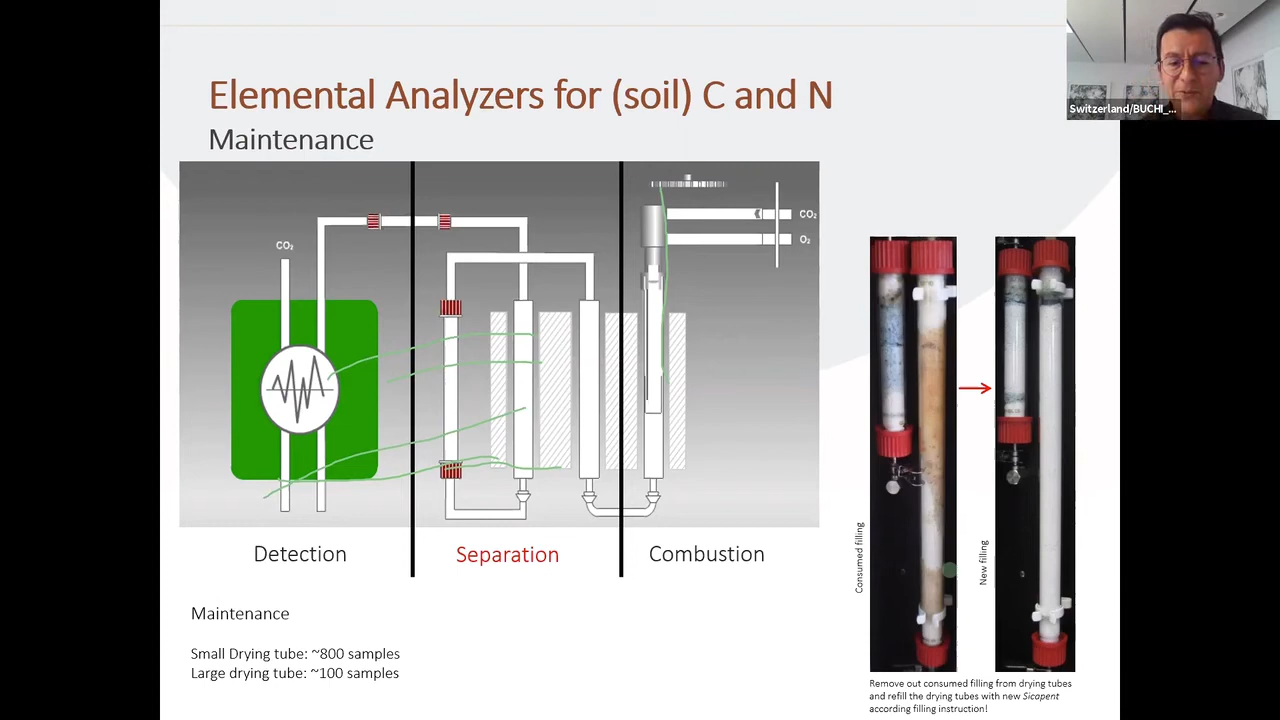 Elemental Analyzers for (soil) C and N
Maintenance
Switzerland/BUCHI_...
CO₂
CO₂
O₂
Detection
Separation
Combustion
Maintenance
Small Drying tube: ~800 samples
Large drying tube: ~100 samples
Consumed filling
New filling
Remove out consumed filling from drying tubes
and refill the drying tubes with new Sicapent
according filling instruction!